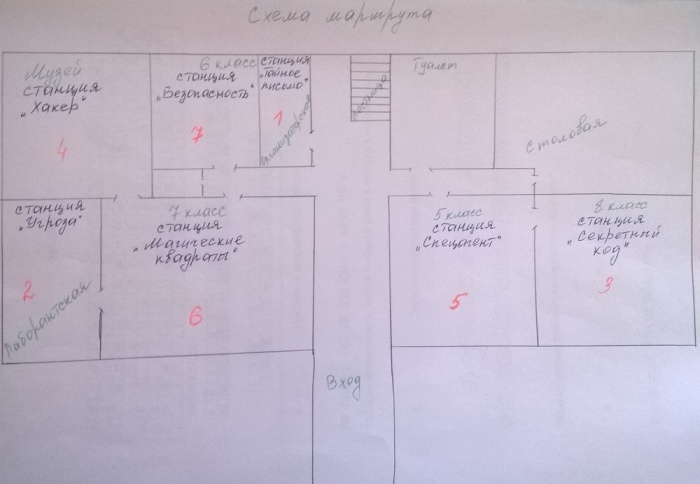 Схема маршрута
Музей
станция
„Хакер"
4
6 класс
станция
„Безопасность"
7
станция
„Тайное
письмо"
1
лестница
Туалет
Столовая
станция
„Угроза"
2
Лаборантская
7 класс
станция
„Магические
квадраты"
6
5 класс
станция
„Спецагент"
5
8 класс
станция
„Секретный
код"
3
Вход